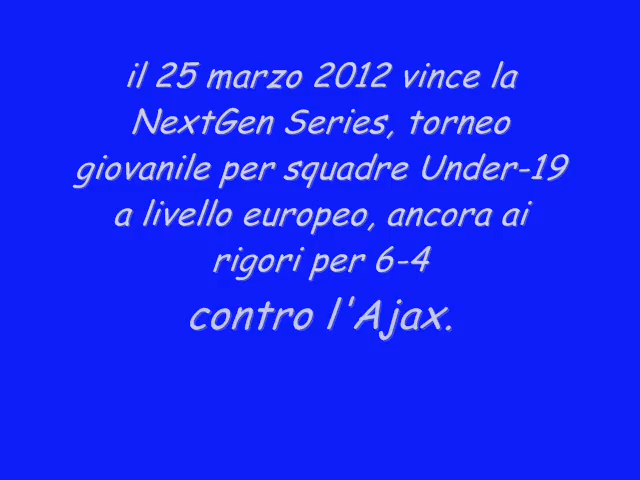 il 25 marzo 2012 vince la
NextGen Series, torneo
giovanile per squadre Under-19
a livello europeo, ancora ai
rigori per 6-4
contro l'Ajax.